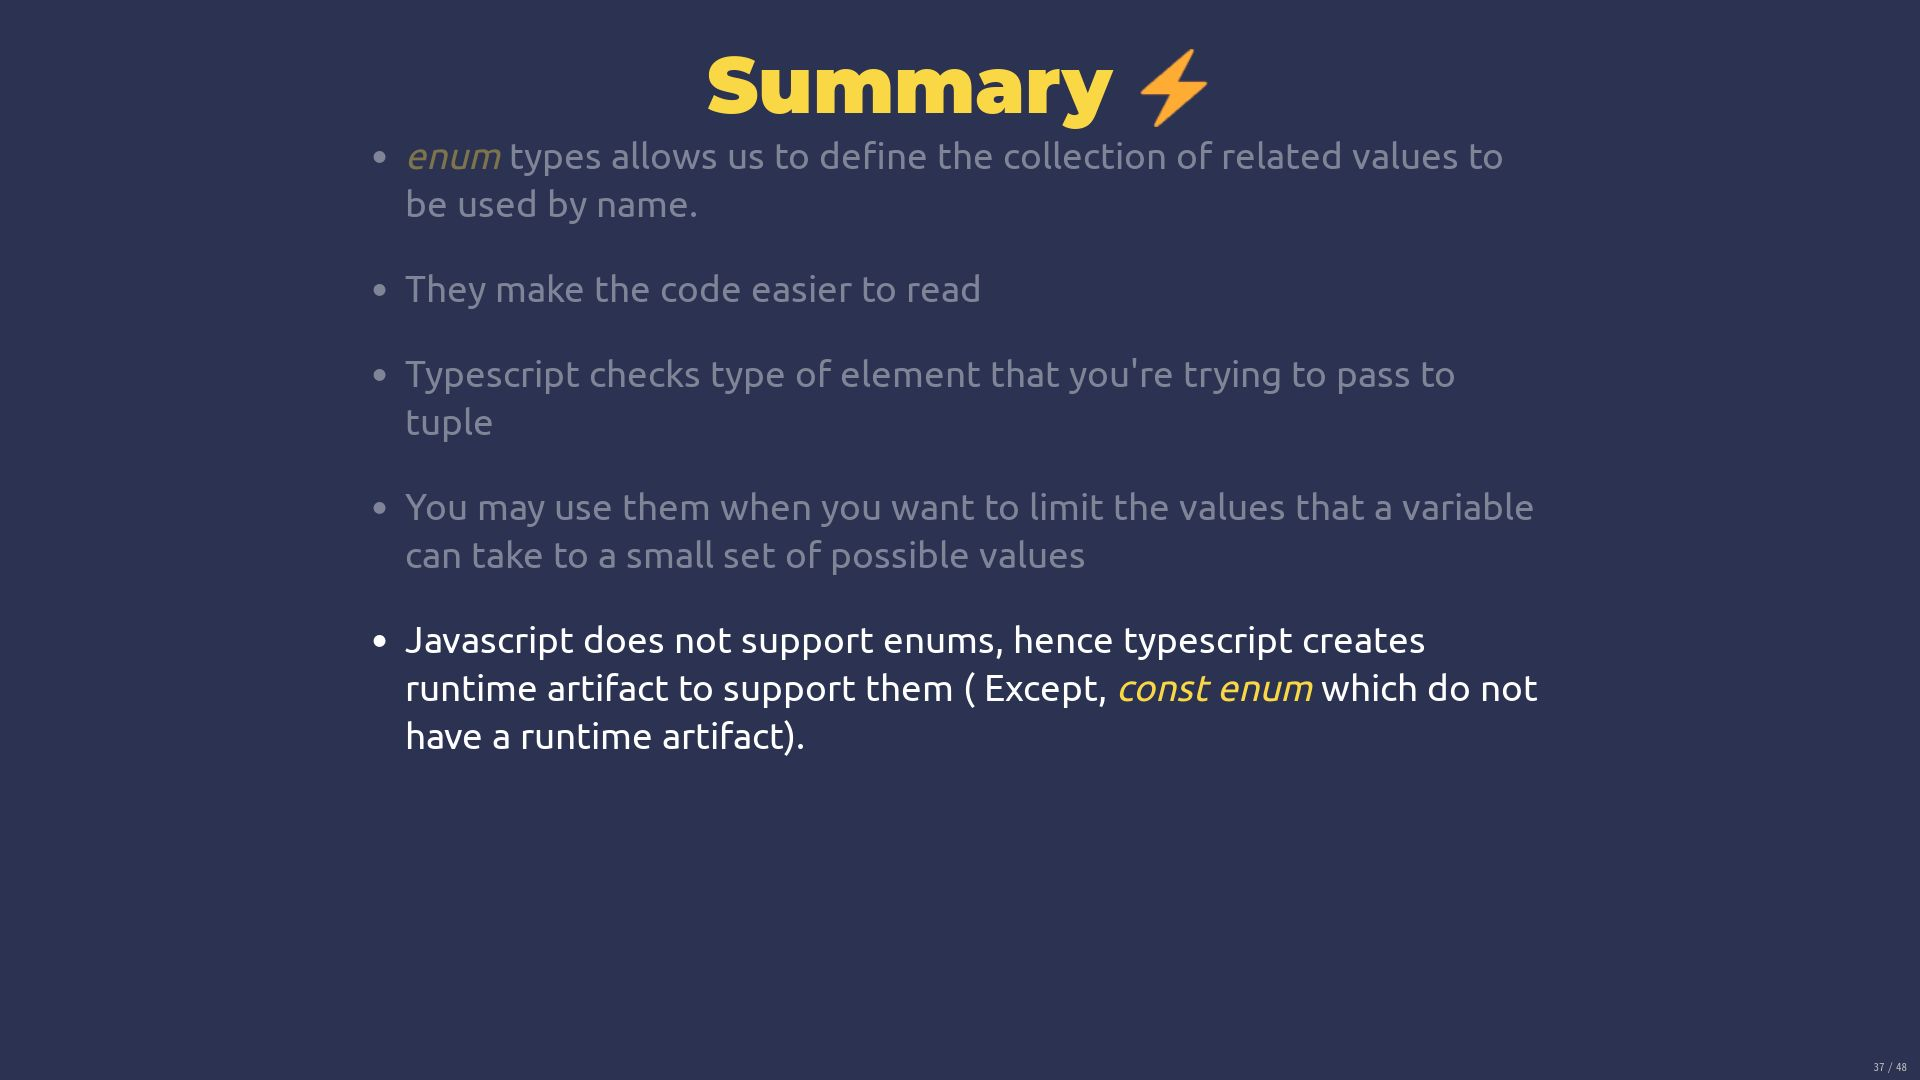 Summary ⚡
• enum types allows us to define the collection of related values to
be used by name.
• They make the code easier to read
• Typescript checks type of element that you're trying to pass to
tuple
• You may use them when you want to limit the values that a variable
can take to a small set of possible values
• Javascript does not support enums, hence typescript creates
runtime artifact to support them ( Except, const enum which do not
have a runtime artifact).
37 / 48